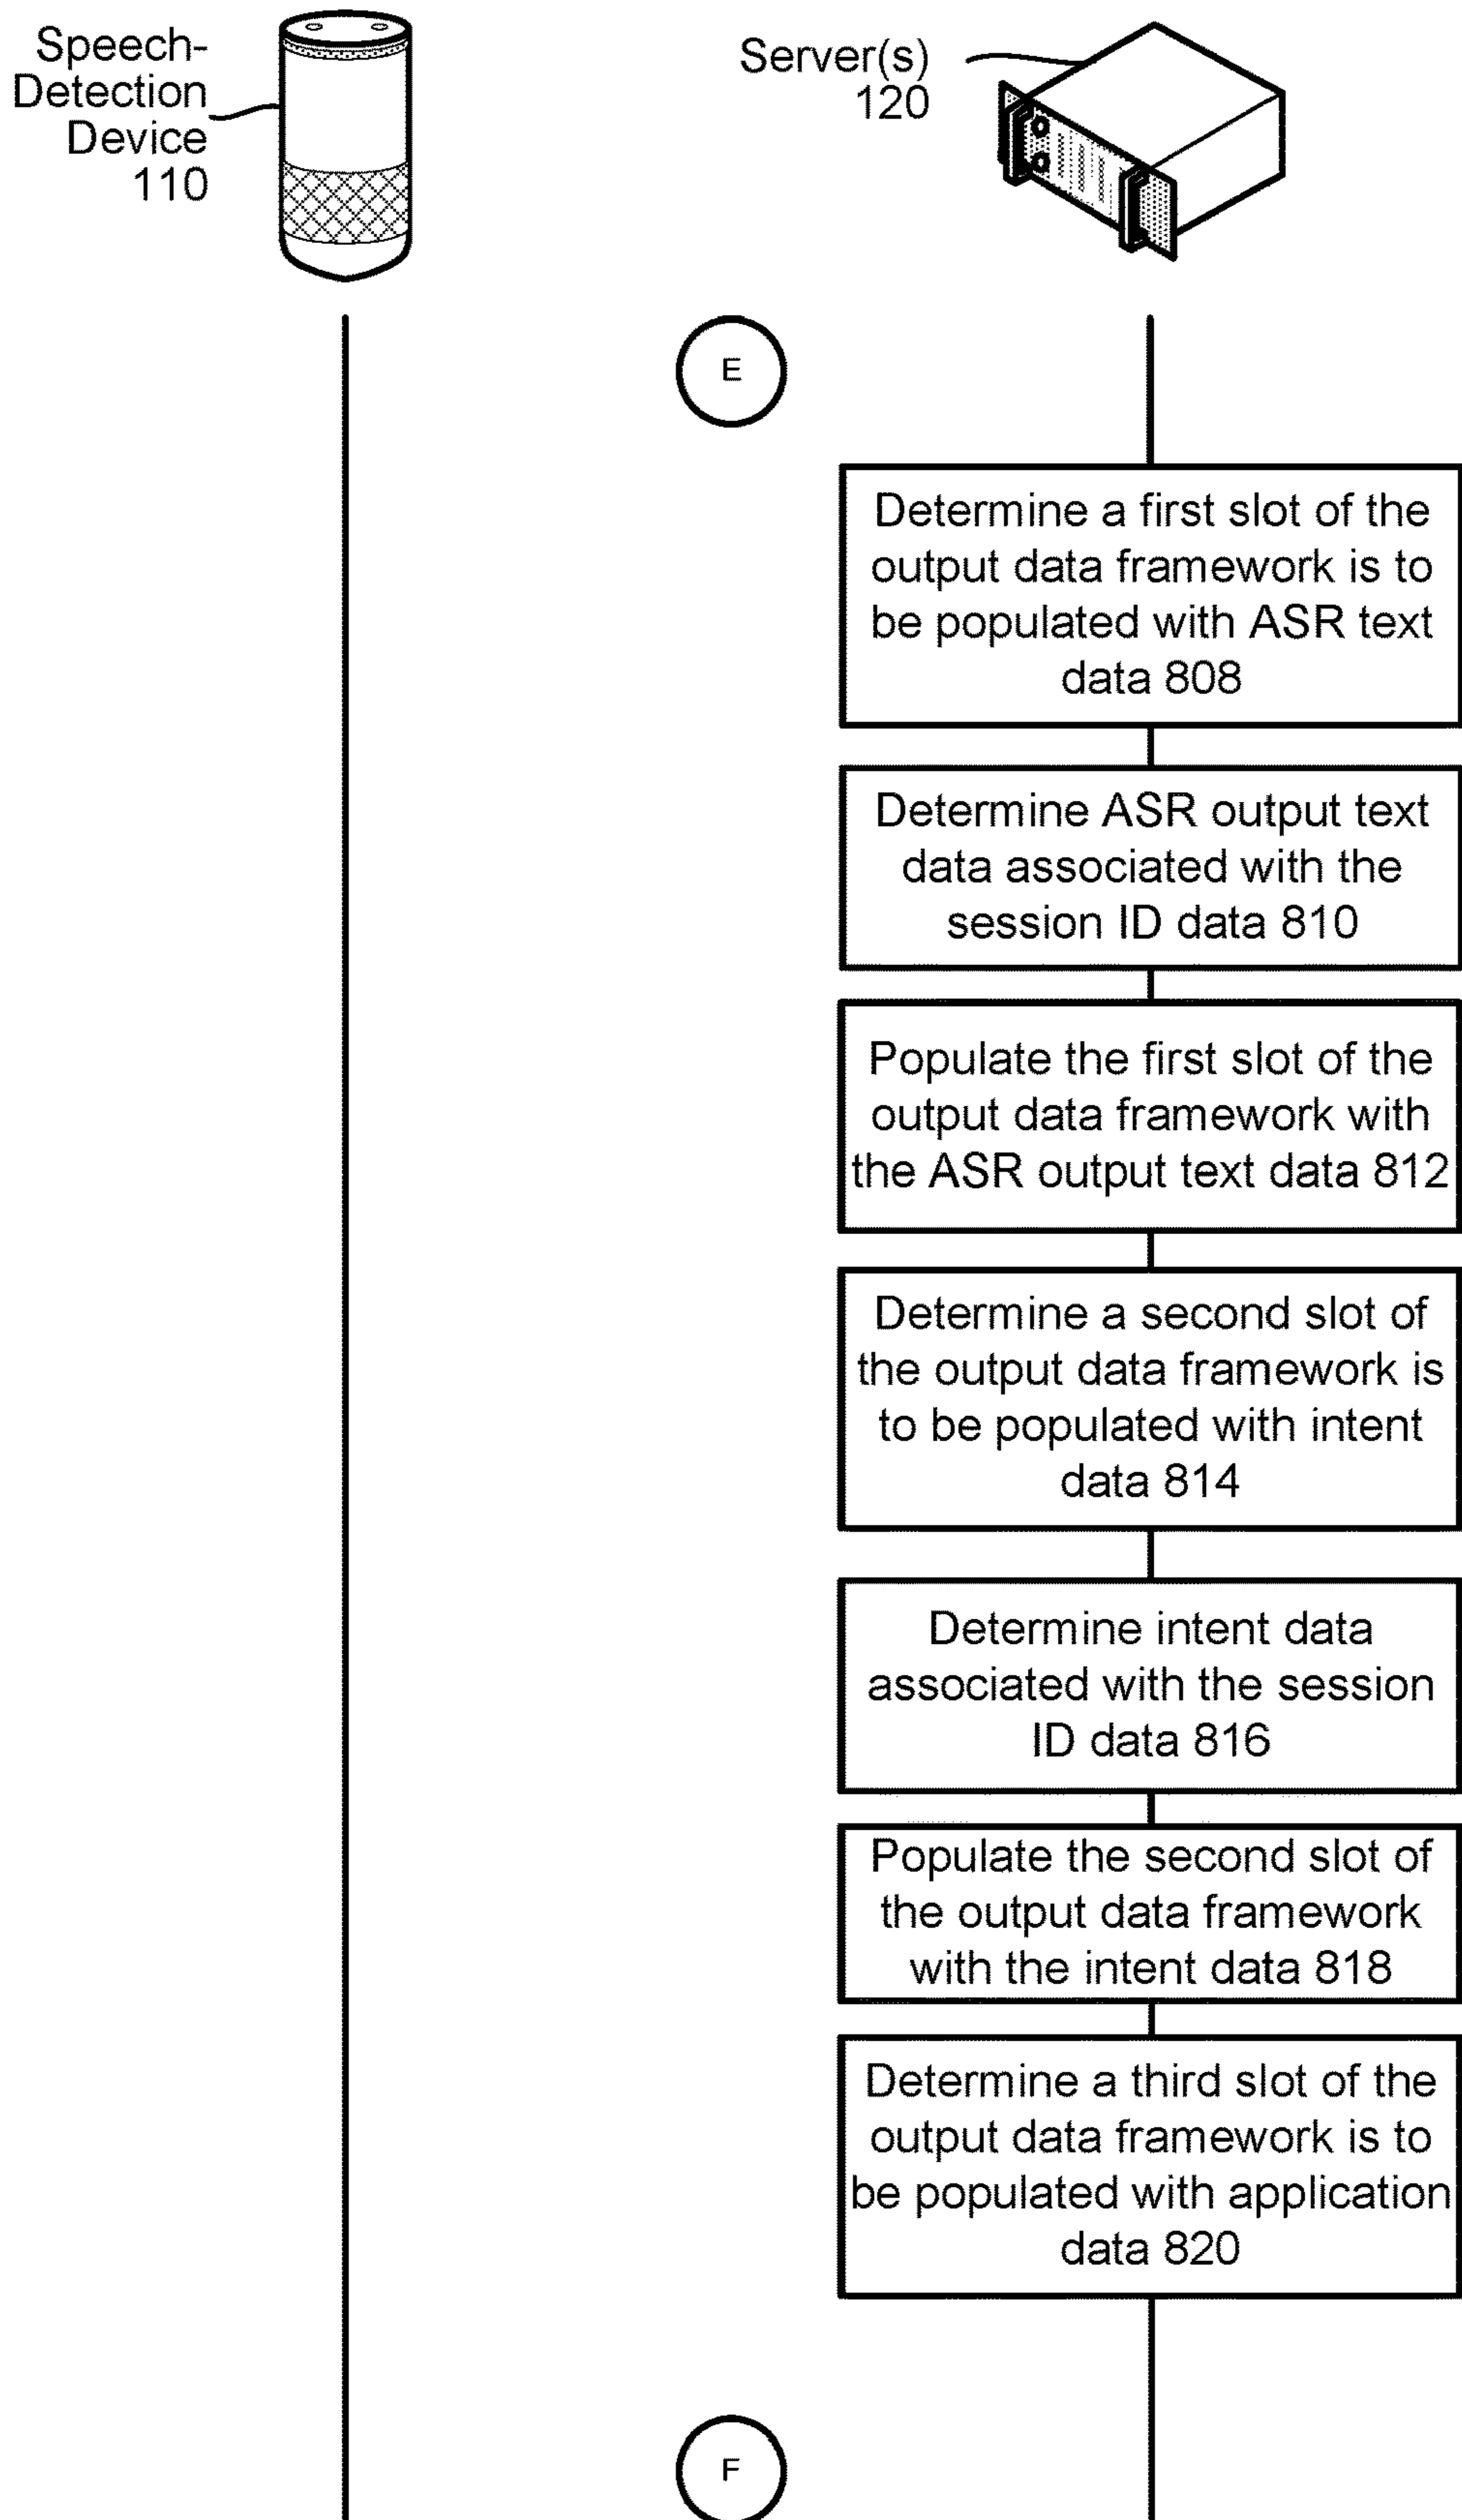 Speech-
Detection
Device
110
Server(s)
120
E
Determine a first slot of the
output data framework is to
be populated with ASR text
data 808
Determine ASR output text
data associated with the
session ID data 810
Populate the first slot of the
output data framework with
the ASR output text data 812
Determine a second slot of
the output data framework is
to be populated with intent
data 814
Determine intent data
associated with the session
ID data 816
Populate the second slot of
the output data framework
with the intent data 818
Determine a third slot of the
output data framework is to
be populated with application
data 820
F